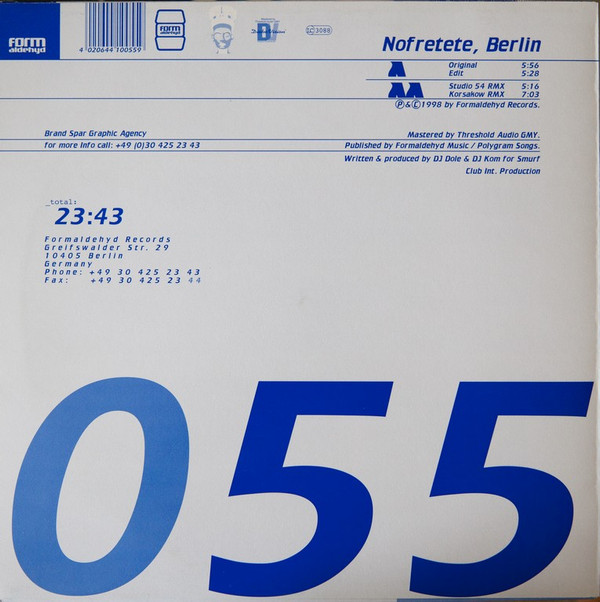 FORM
aldehyd
4 020644 100559
FORM
aldehyd
LC 3088
Nofretete, Berlin
A Original 5:56
Edit 5:28
AA Studio 54 RMX 5:16
Korsakow RMX 7:03
Ⓟ&Ⓒ1998 by Formaldehyd Records.
Brand Spar Graphic Agency
for more Info call: +49 (0)30 425 23 43
Mastered by Threshold Audio GMY.
Published by Formaldehyd Music / Polygram Songs.
Written & produced by DJ Dole & DJ Kom for Smurf
Club Int. Production
_total:
23:43
Formaldehyd Records
Greifswalder Str. 29
10405 Berlin
Germany
Phone: +49 30 425 23 43
Fax: +49 30 425 23 44
055